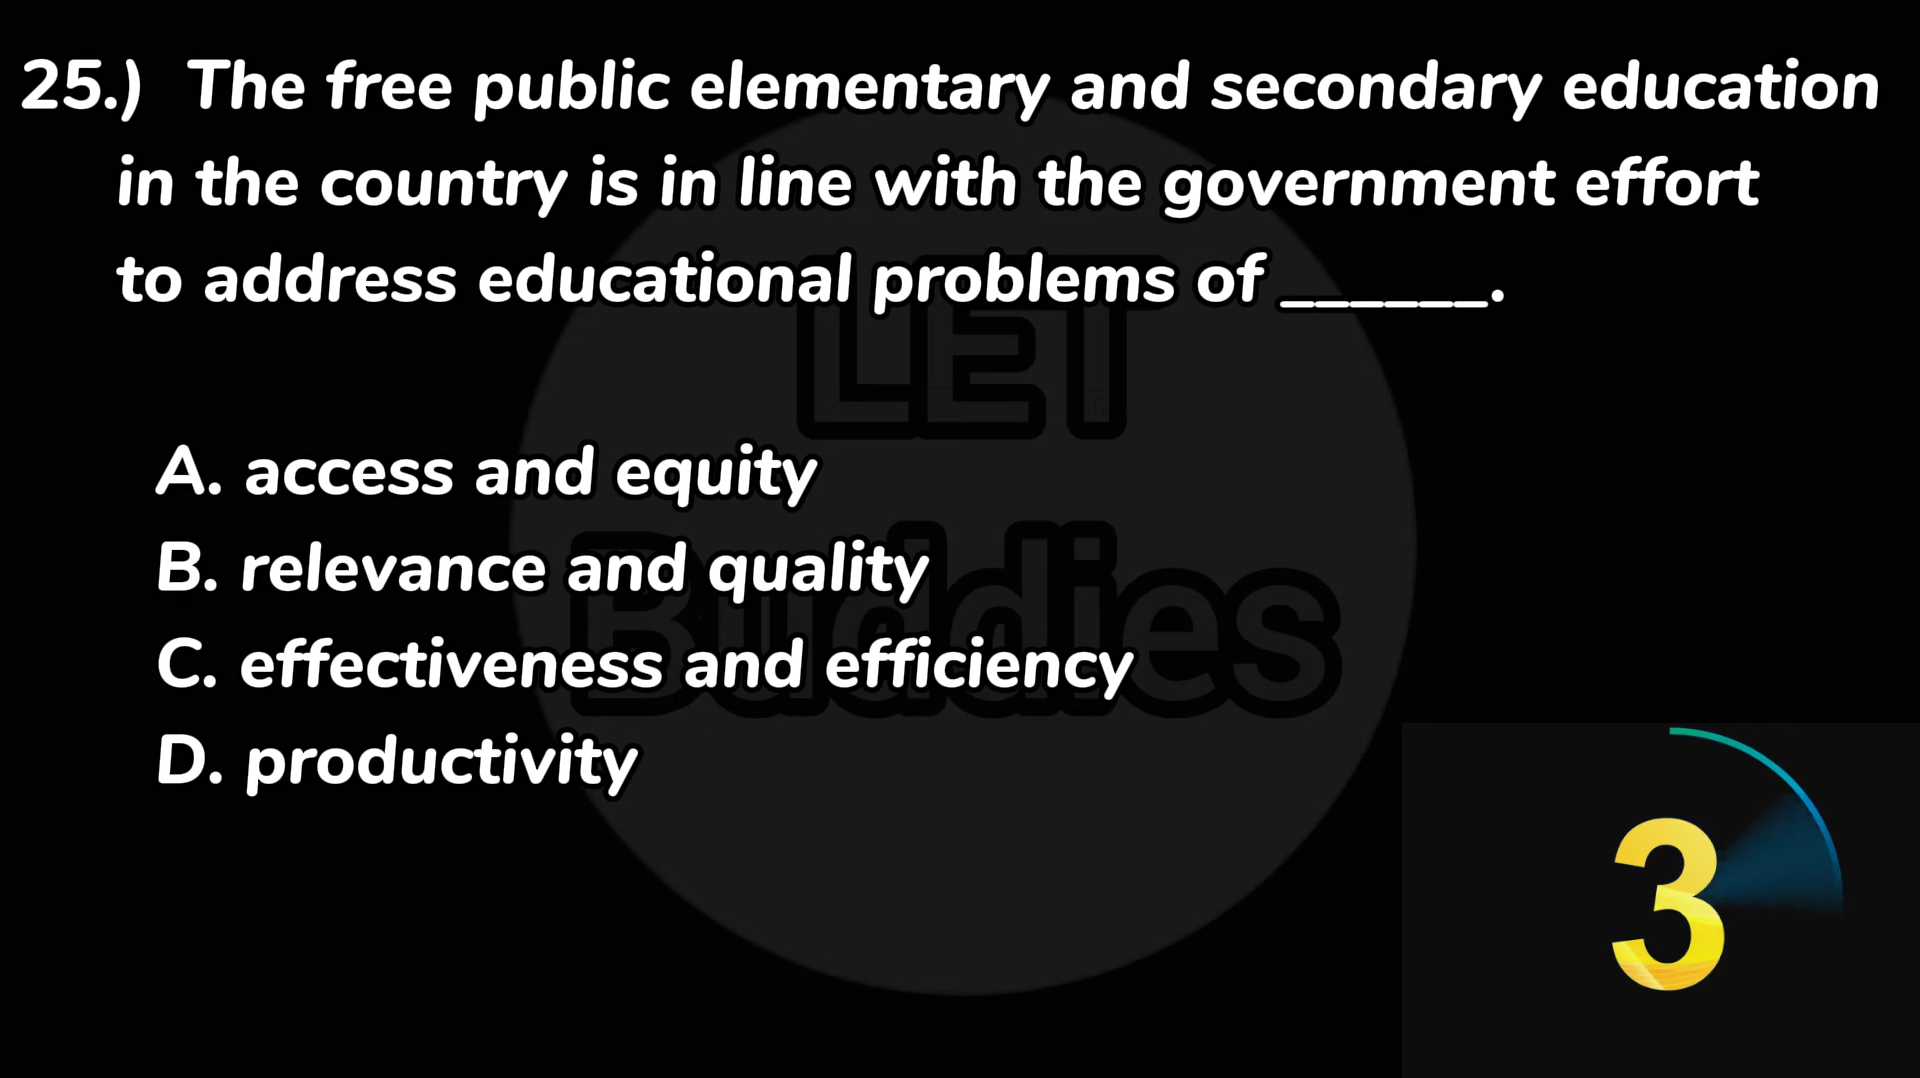 25.) The free public elementary and secondary education
in the country is in line with the government effort
to address educational problems of ______.
LET
Buddies
A. access and equity
B. relevance and quality
C. effectiveness and efficiency
D. productivity
3